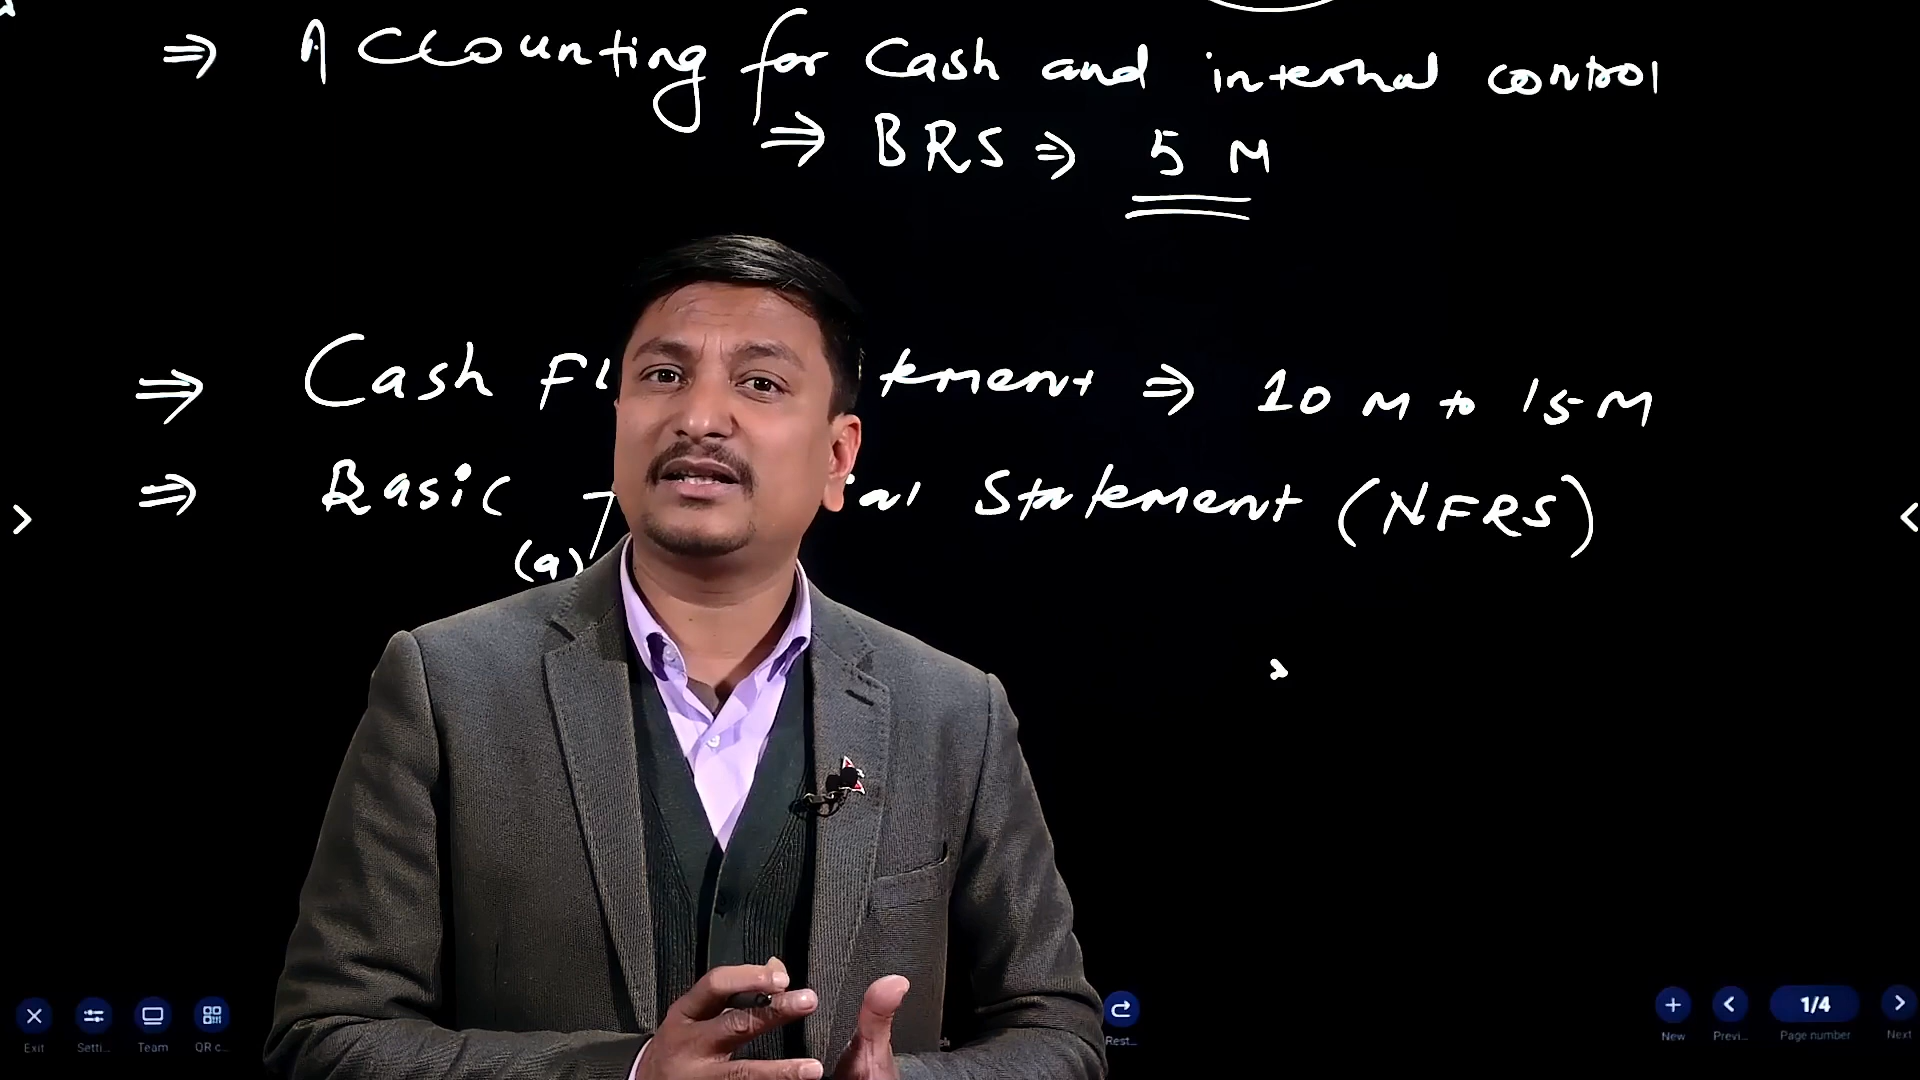 ⇒ Accounting for Cash and internal control
⇒ BRS ⇒ 5 M
⇒ Cash Fl tement ⇒ 10 M to 15 M
⇒ Basic ial Statement (NFRS)
(a)
Exit
Setti...
Team
QR c...
Rest...
New
Previ...
1/4
Page number
Next